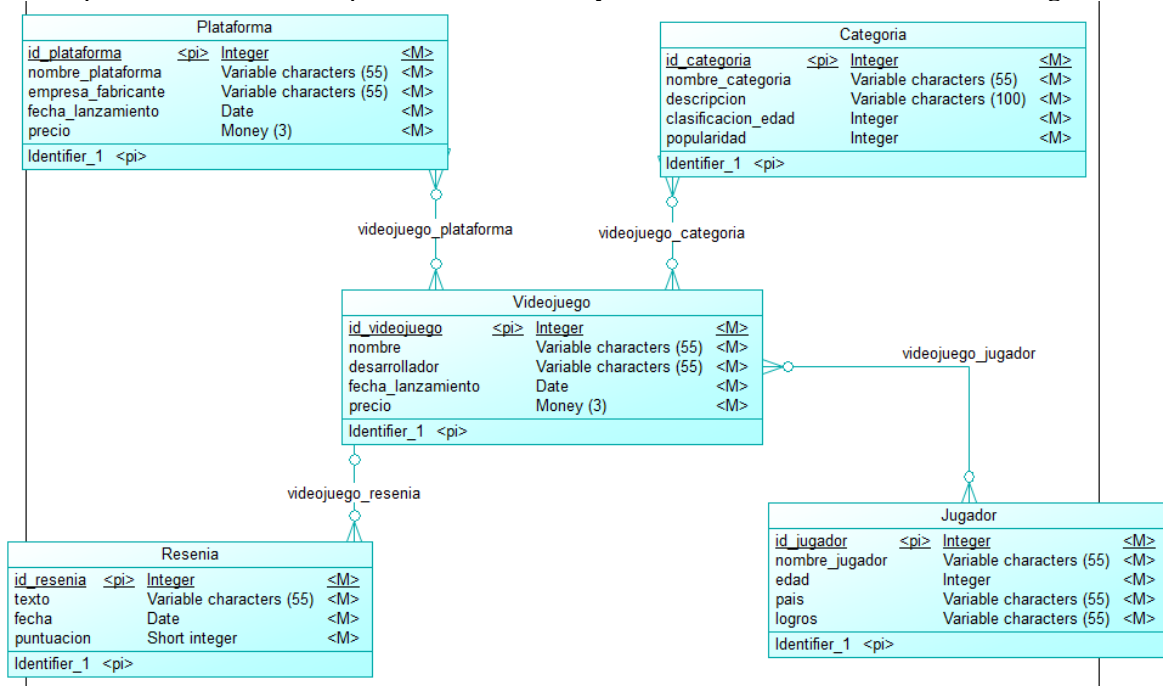 Plataforma
id_plataforma <pi> Integer <M>
nombre_plataforma Variable characters (55) <M>
empresa_fabricante Variable characters (55) <M>
fecha_lanzamiento Date <M>
precio Money (3) <M>
Identifier_1 <pi>
Categoria
id_categoria <pi> Integer <M>
nombre_categoria Variable characters (55) <M>
descripcion Variable characters (100) <M>
clasificacion_edad Integer <M>
popularidad Integer <M>
Identifier_1 <pi>
videojuego_plataforma
videojuego_categoria
Videojuego
id_videojuego <pi> Integer <M>
nombre Variable characters (55) <M>
desarrollador Variable characters (55) <M>
fecha_lanzamiento Date <M>
precio Money (3) <M>
Identifier_1 <pi>
videojuego_jugador
videojuego_resenia
Resenia
id_resenia <pi> Integer <M>
texto Variable characters (55) <M>
fecha Date <M>
puntuacion Short integer <M>
Identifier_1 <pi>
Jugador
id_jugador <pi> Integer <M>
nombre_jugador Variable characters (55) <M>
edad Integer <M>
pais Variable characters (55) <M>
logros Variable characters (55) <M>
Identifier_1 <pi>